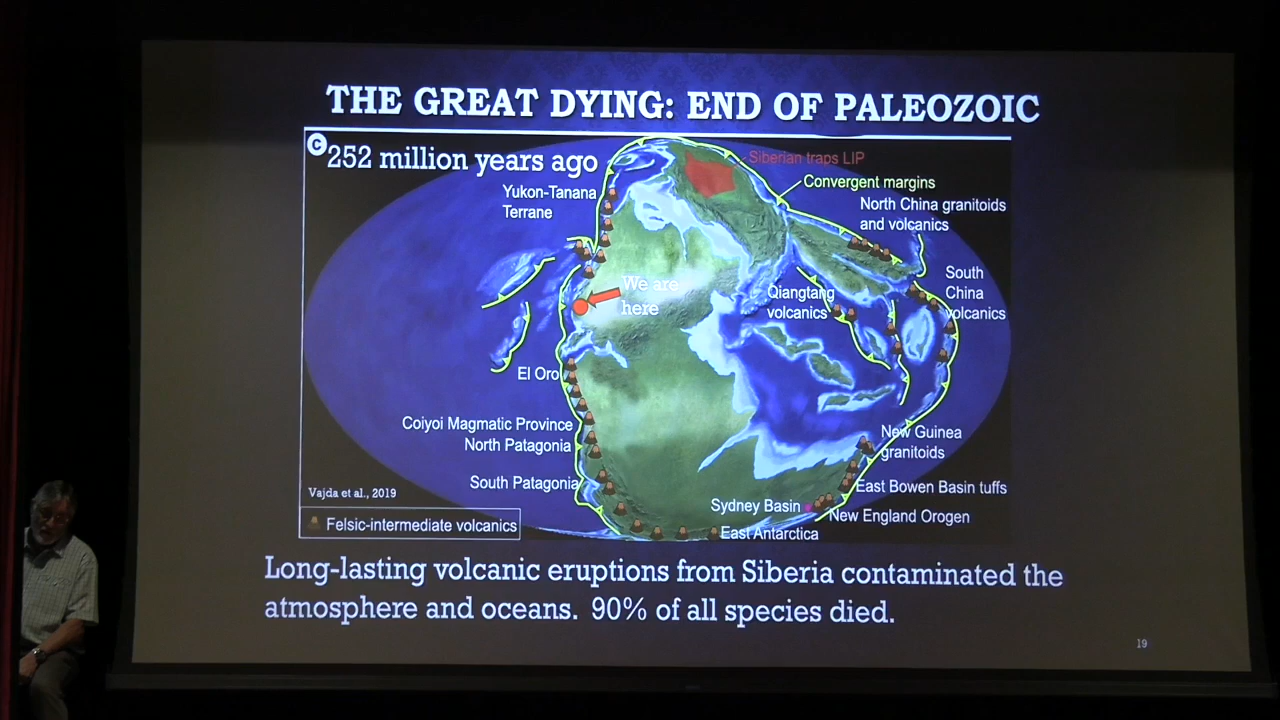 THE GREAT DYING: END OF PALEOZOIC
C
252 million years ago
Siberian traps LIP
Convergent margins
Yukon-Tanana
Terrane
North China granitoids
and volcanics
We are
here
Qiangtang
volcanics
South
China
volcanics
El Oro
Coiyoi Magmatic Province
North Patagonia
South Patagonia
New Guinea
granitoids
East Bowen Basin tuffs
Sydney Basin
New England Orogen
East Antarctica
Vajda et al., 2019
Felsic-intermediate volcanics
Long-lasting volcanic eruptions from Siberia contaminated the
atmosphere and oceans. 90% of all species died.
19